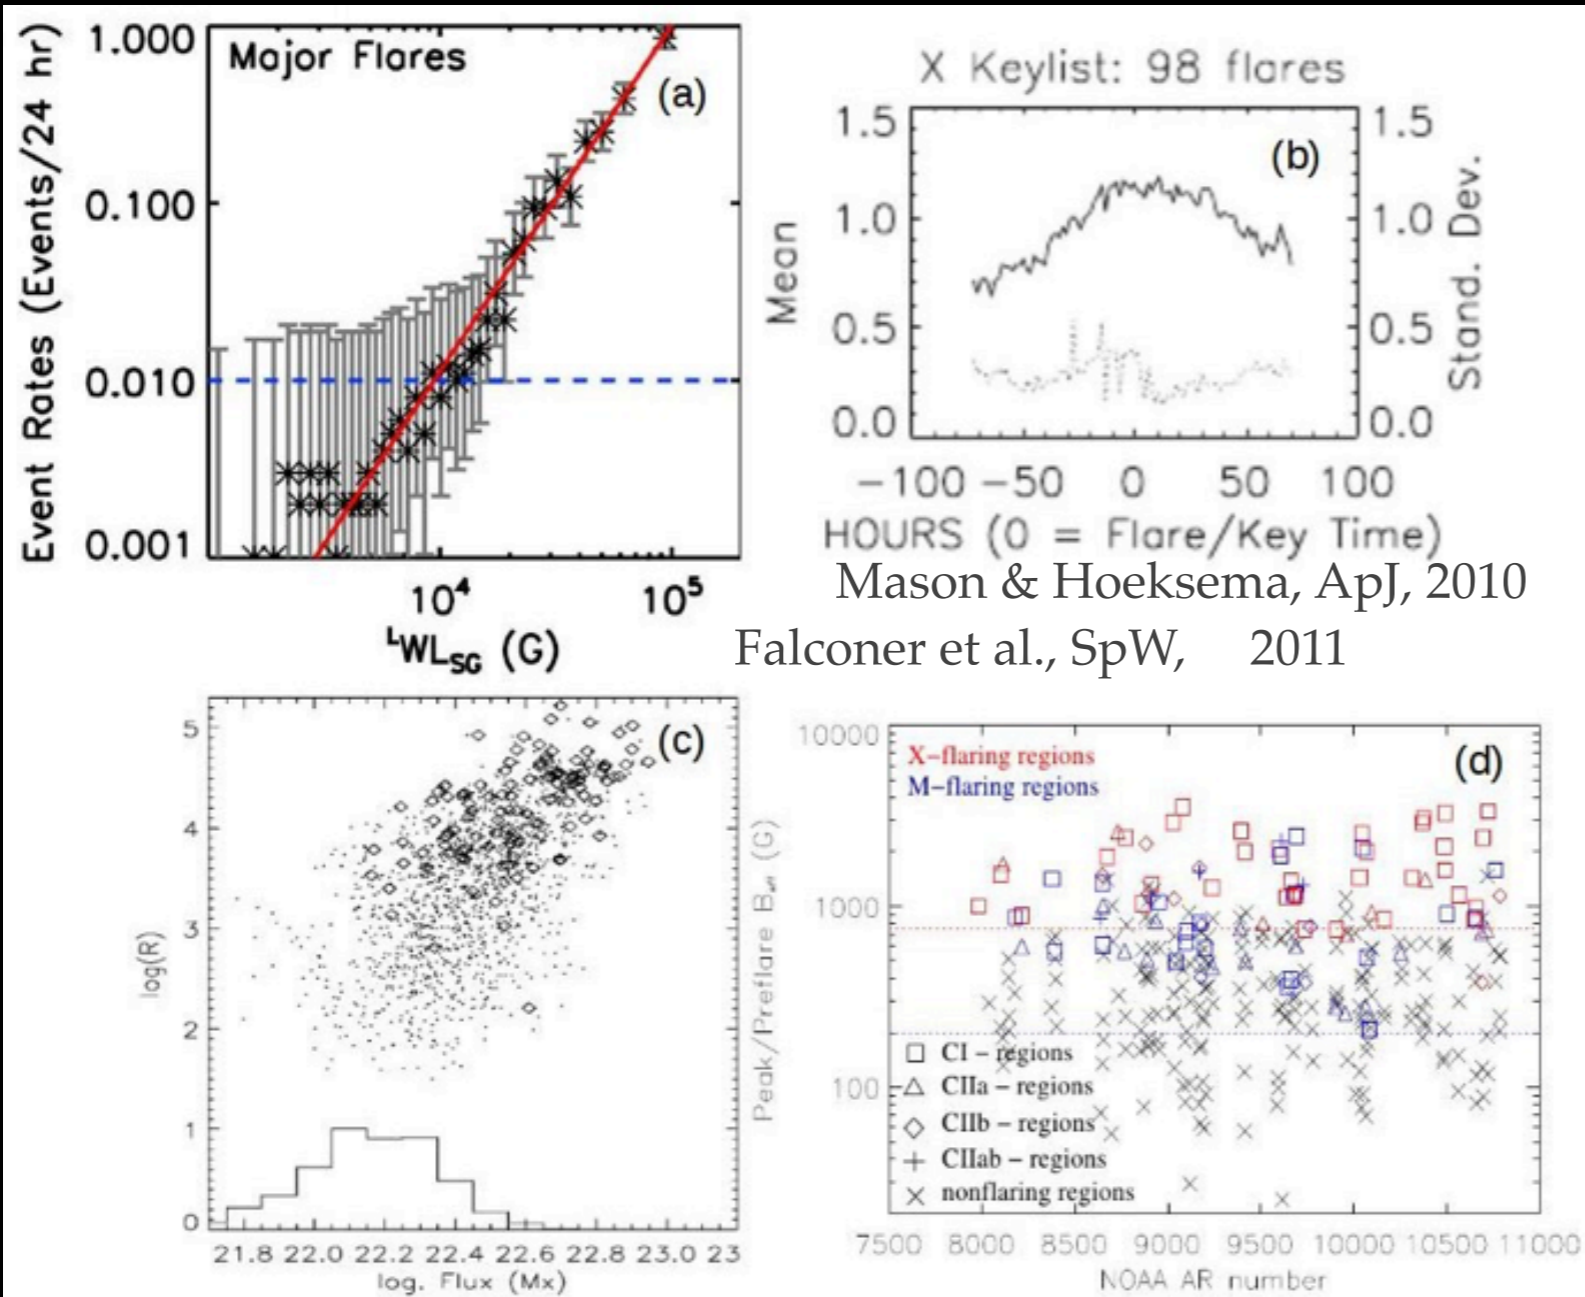 Major Flares
(a)
1.000
0.100
0.010
0.001
Event Rates (Events/24 hr)
10⁴
10⁵
ᴸWL_SG (G)
X Keylist: 98 flares
(b)
1.5
1.0
0.5
0.0
Mean
1.5
1.0
0.5
0.0
Stand. Dev.
−100 −50 0 50 100
HOURS (0 = Flare/Key Time)
Mason & Hoeksema, ApJ, 2010
Falconer et al., SpW, 2011
(c)
5
4
3
2
1
0
log(R)
21.8 22.0 22.2 22.4 22.6 22.8 23.0 23
log. Flux (Mx)
Peak/Preflare B_eff (G)
10000
1000
100
X−flaring regions
M−flaring regions
(d)
CI − regions
CIIa − regions
CIIb − regions
CIIab − regions
nonflaring regions
7500 8000 8500 9000 9500 10000 10500 11000
NOAA AR number